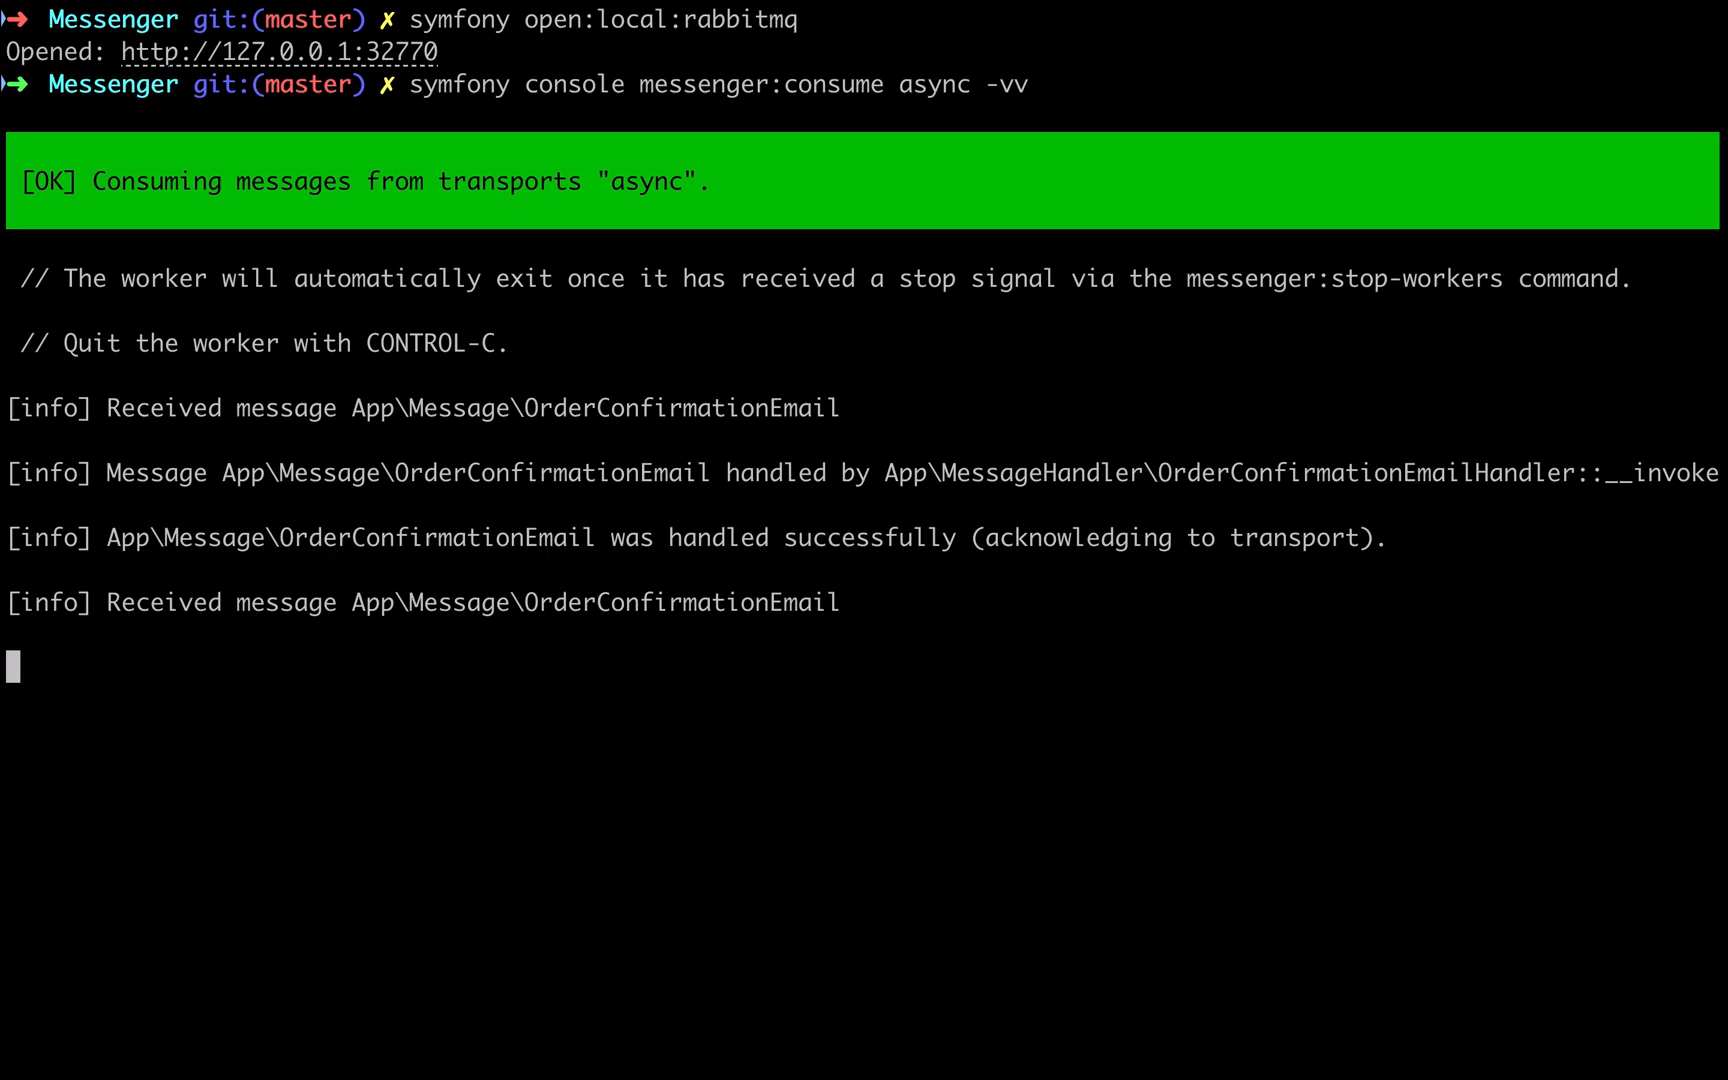 ➜ Messenger git:(master) ✗ symfony open:local:rabbitmq
Opened: http://127.0.0.1:32770
➜ Messenger git:(master) ✗ symfony console messenger:consume async -vv
[OK] Consuming messages from transports "async".
// The worker will automatically exit once it has received a stop signal via the messenger:stop-workers command.
// Quit the worker with CONTROL-C.
[info] Received message App\Message\OrderConfirmationEmail
[info] Message App\Message\OrderConfirmationEmail handled by App\MessageHandler\OrderConfirmationEmailHandler::__invoke
[info] App\Message\OrderConfirmationEmail was handled successfully (acknowledging to transport).
[info] Received message App\Message\OrderConfirmationEmail